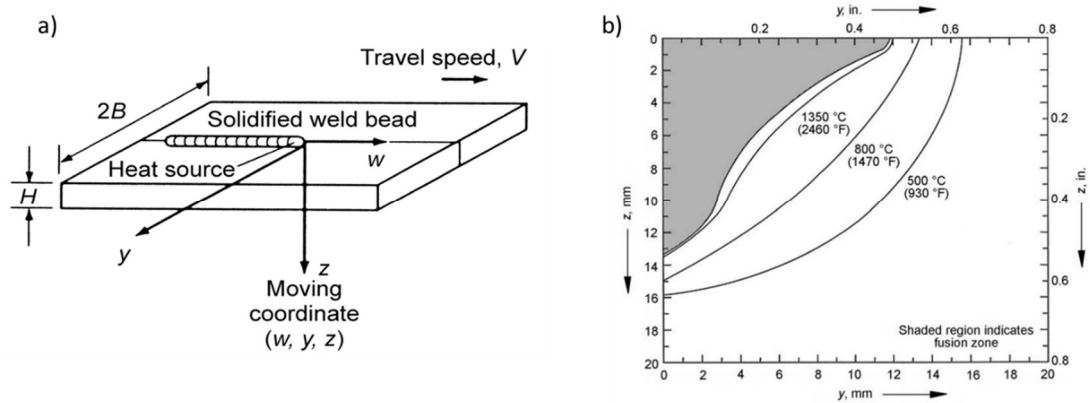 a)
Travel speed, V
2B
Solidified weld bead
Heat source
w
H
y
z
Moving
coordinate
(w, y, z)
b)
y, in.
0.2 0.4 0.6 0.8
0
2
4
6
8
10
12
14
16
18
20
z, mm
1350 °C
(2460 °F)
800 °C
(1470 °F)
500 °C
(930 °F)
0.2
0.4
0.6
0.8
z, in.
Shaded region indicates
fusion zone
0 2 4 6 8 10 12 14 16 18 20
y, mm